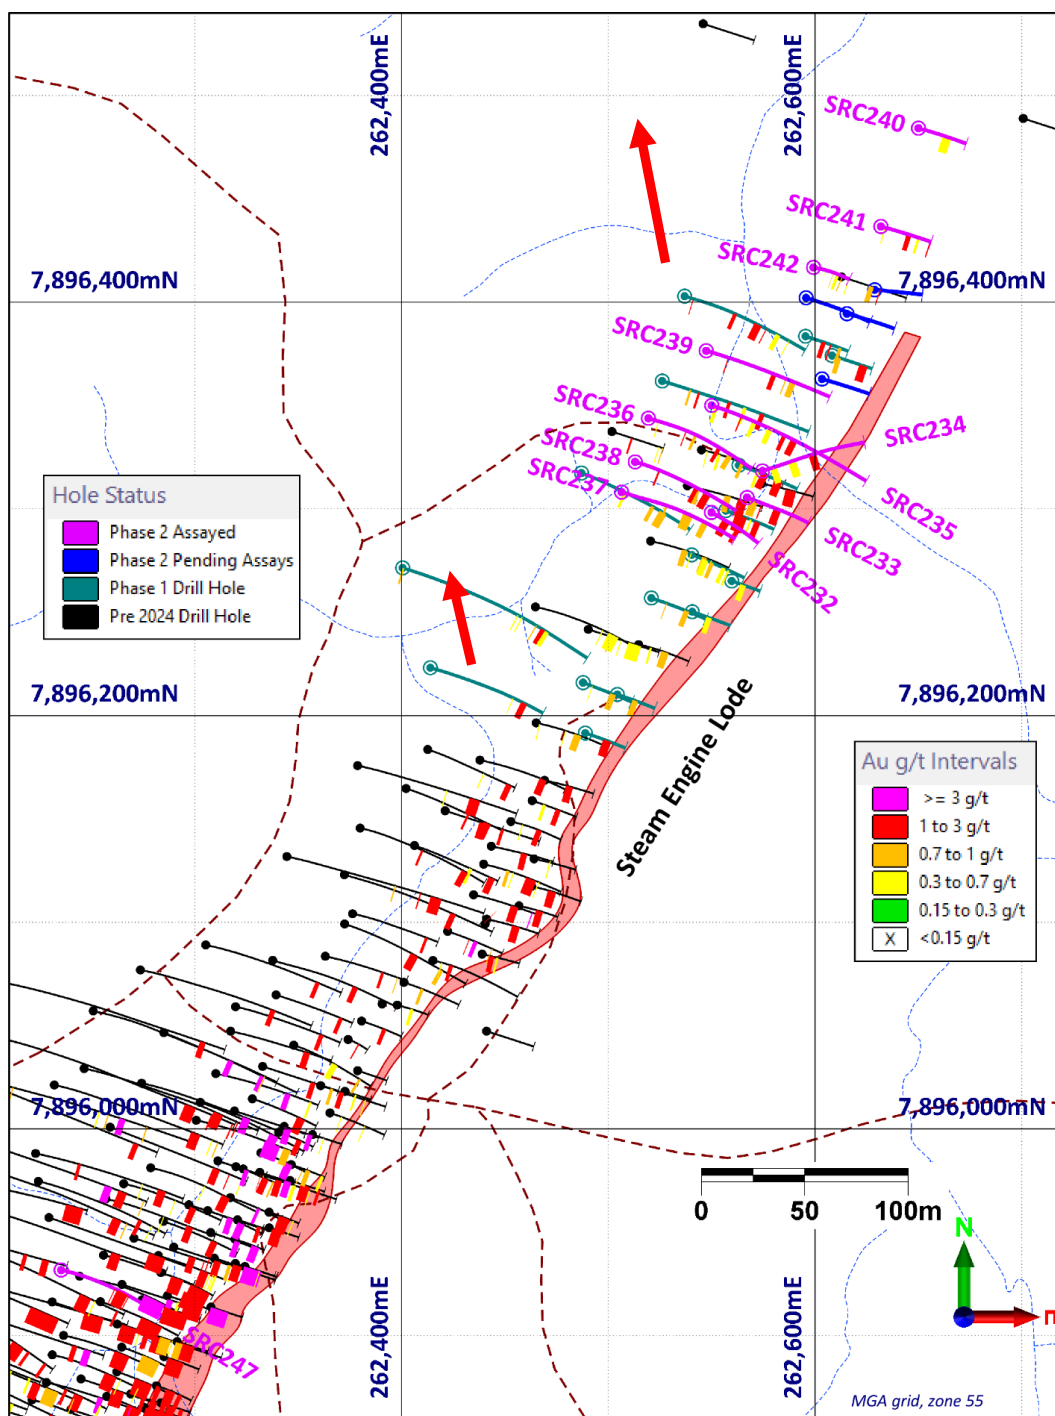 262,400mE
262,600mE
SRC240
SRC241
SRC242
7,896,400mN
7,896,400mN
SRC239
SRC236
SRC234
SRC238
SRC237
SRC235
SRC233
SRC232
Hole Status
Phase 2 Assayed
Phase 2 Pending Assays
Phase 1 Drill Hole
Pre 2024 Drill Hole
7,896,200mN
7,896,200mN
Steam Engine Lode
Au g/t Intervals
>= 3 g/t
1 to 3 g/t
0.7 to 1 g/t
0.3 to 0.7 g/t
0.15 to 0.3 g/t
X <0.15 g/t
7,896,000mN
7,896,000mN
0 50 100m
N
SRC247
262,400mE
262,600mE
MGA grid, zone 55